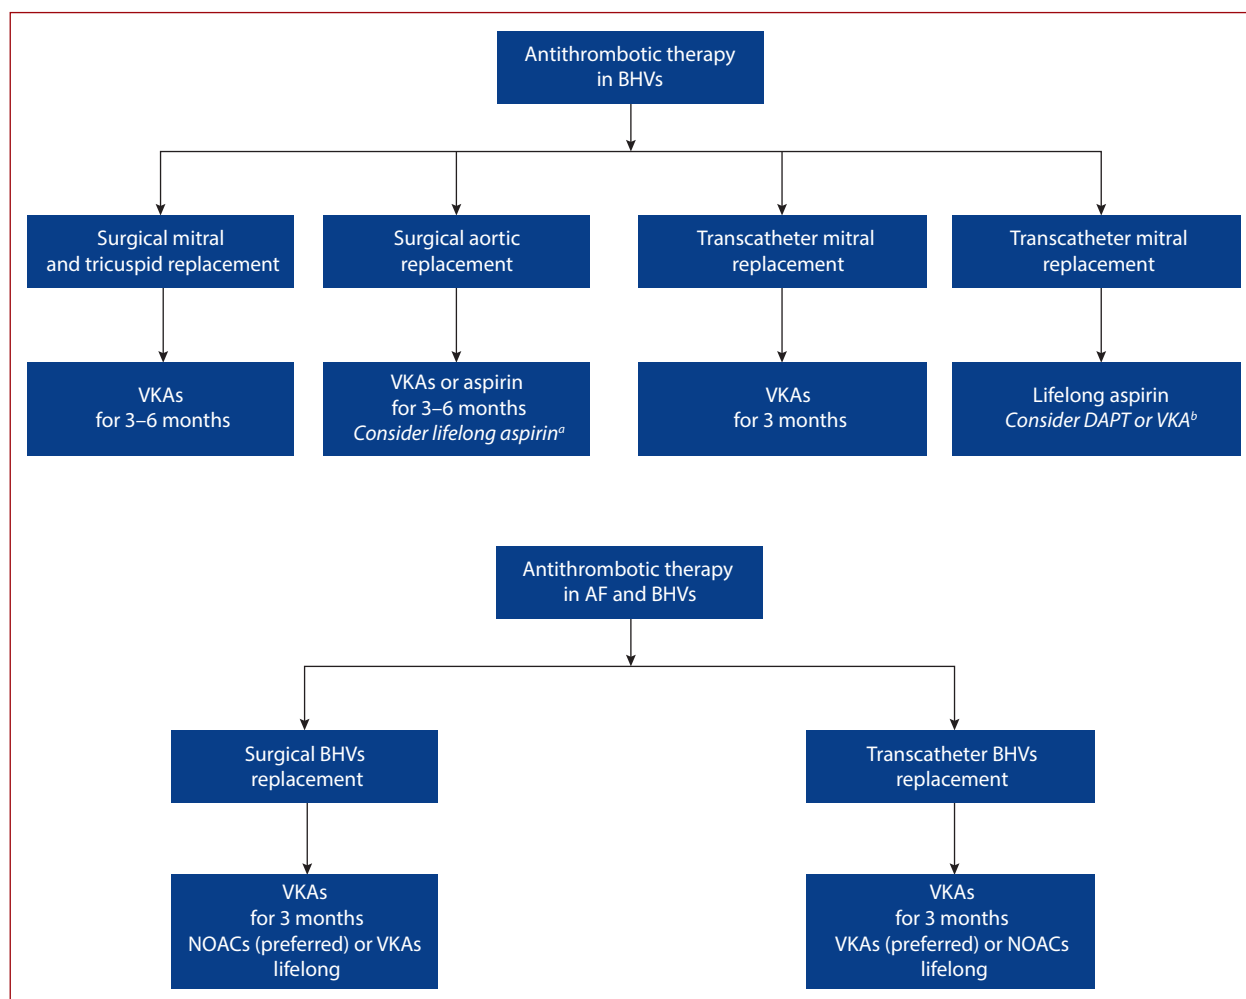 Antithrombotic therapy
in BHVs
Surgical mitral
and tricuspid replacement
Surgical aortic
replacement
Transcatheter mitral
replacement
Transcatheter mitral
replacement
VKAs
for 3–6 months
VKAs or aspirin
for 3–6 months
Consider lifelong aspirinᵃ
VKAs
for 3 months
Lifelong aspirin
Consider DAPT or VKAᵇ
Antithrombotic therapy
in AF and BHVs
Surgical BHVs
replacement
Transcatheter BHVs
replacement
VKAs
for 3 months
NOACs (preferred) or VKAs
lifelong
VKAs
for 3 months
VKAs (preferred) or NOACs
lifelong